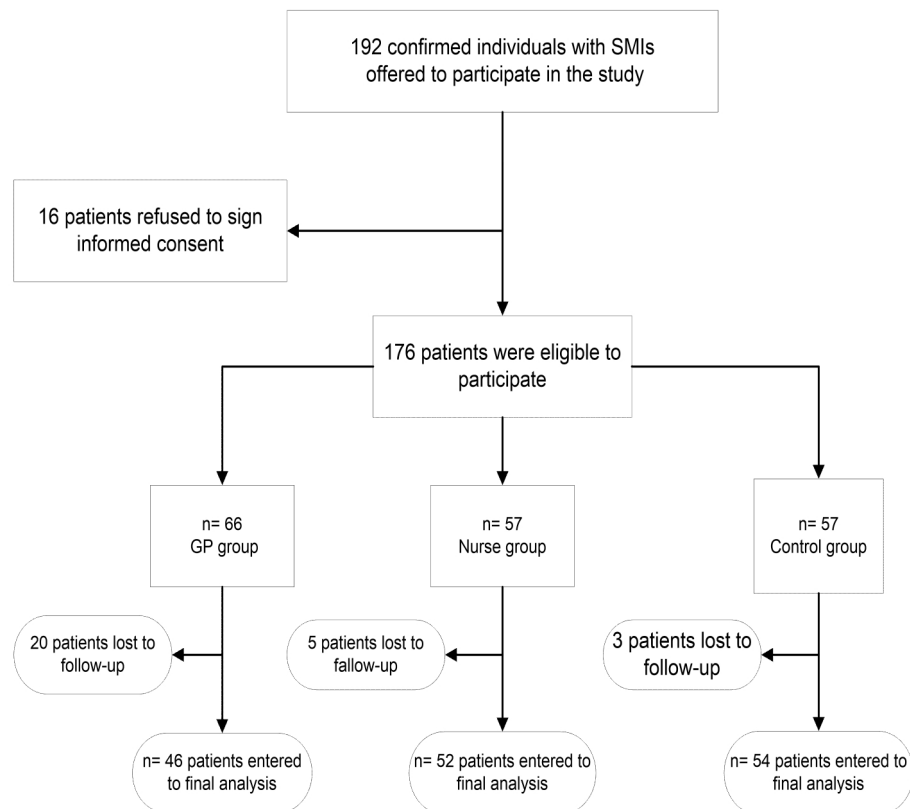 192 confirmed individuals with SMIs
offered to participate in the study
16 patients refused to sign
informed consent
176 patients were eligible to
participate
n= 66
GP group
n= 57
Nurse group
n= 57
Control group
20 patients lost to
follow-up
5 patients lost to
fallow-up
3 patients lost to
follow-up
n= 46 patients entered
to final analysis
n= 52 patients entered to
final analysis
n= 54 patients entered to
final analysis